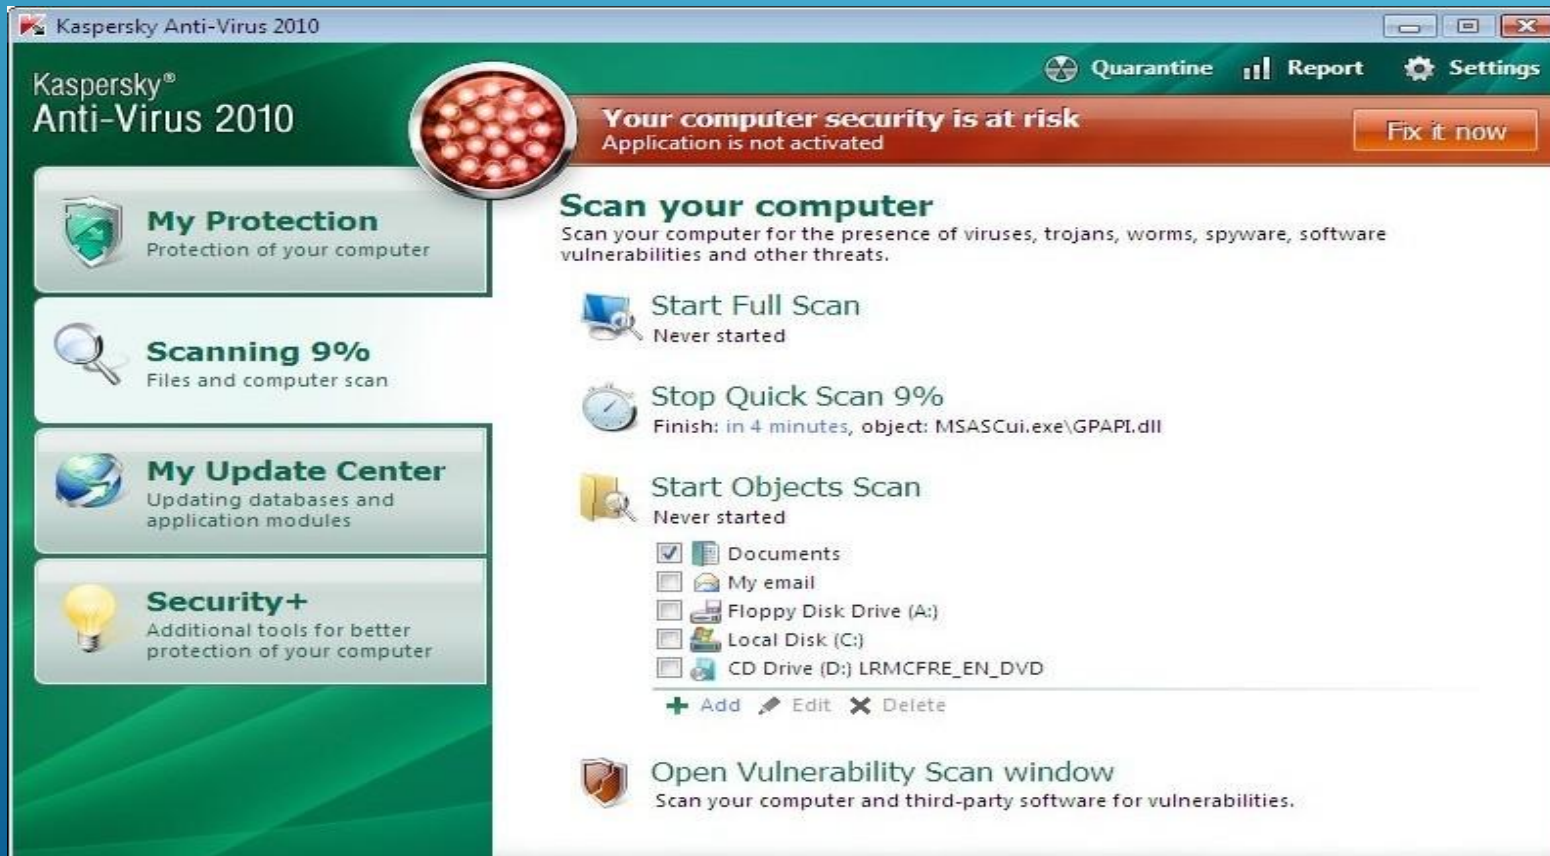 Kaspersky Anti-Virus 2010
Kaspersky®
Anti-Virus 2010
Quarantine
Report
Settings
Your computer security is at risk
Application is not activated
Fix it now
My Protection
Protection of your computer
Scanning 9%
Files and computer scan
My Update Center
Updating databases and
application modules
Security+
Additional tools for better
protection of your computer
Scan your computer
Scan your computer for the presence of viruses, trojans, worms, spyware, software
vulnerabilities and other threats.
Start Full Scan
Never started
Stop Quick Scan 9%
Finish: in 4 minutes, object: MSASCui.exe\GPAPI.dll
Start Objects Scan
Never started
Documents
My email
Floppy Disk Drive (A:)
Local Disk (C:)
CD Drive (D:) LRMCFRE_EN_DVD
Add Edit Delete
Open Vulnerability Scan window
Scan your computer and third-party software for vulnerabilities.